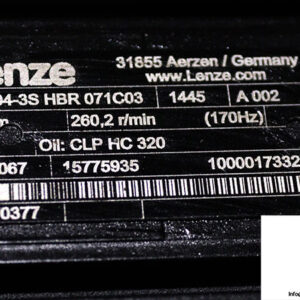 enze 31855 Aerzen / Germany
www.Lenze.com
04-3S HBR 071C03 1445 A 002
260,2 r/min (170Hz)
Oil: CLP HC 320
067 15775935 1000017332
00377